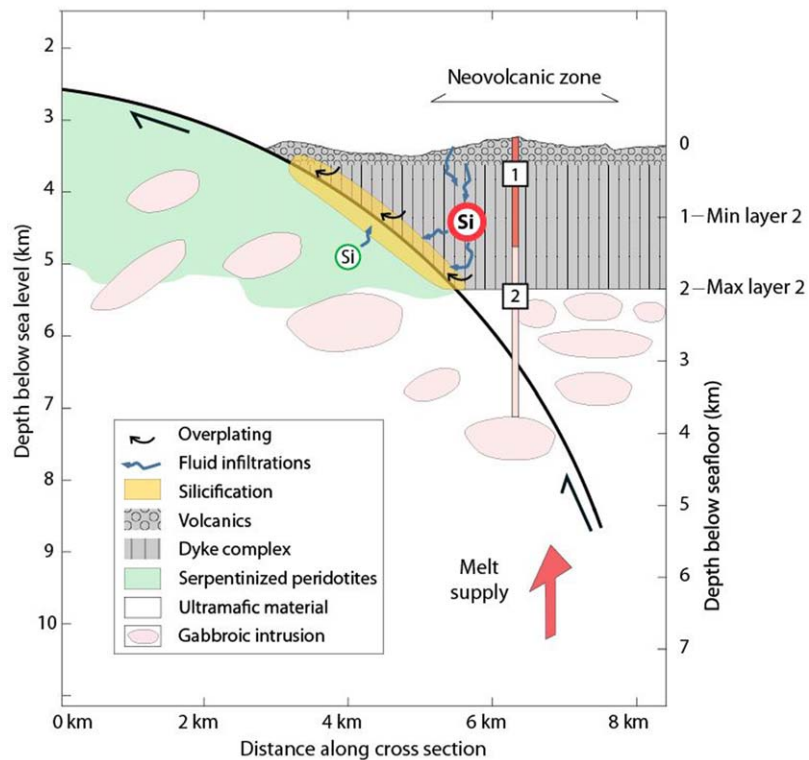 Neovolcanic zone
2
3
4
5
6
7
8
9
10
Depth below sea level (km)
0
1–Min layer 2
2–Max layer 2
3
4
5
6
7
Depth below seafloor (km)
1
Si
Si
2
Overplating
Fluid infiltrations
Silicification
Volcanics
Dyke complex
Serpentinized peridotites
Ultramafic material
Gabbroic intrusion
Melt
supply
0 km
2 km
4 km
6 km
8 km
Distance along cross section